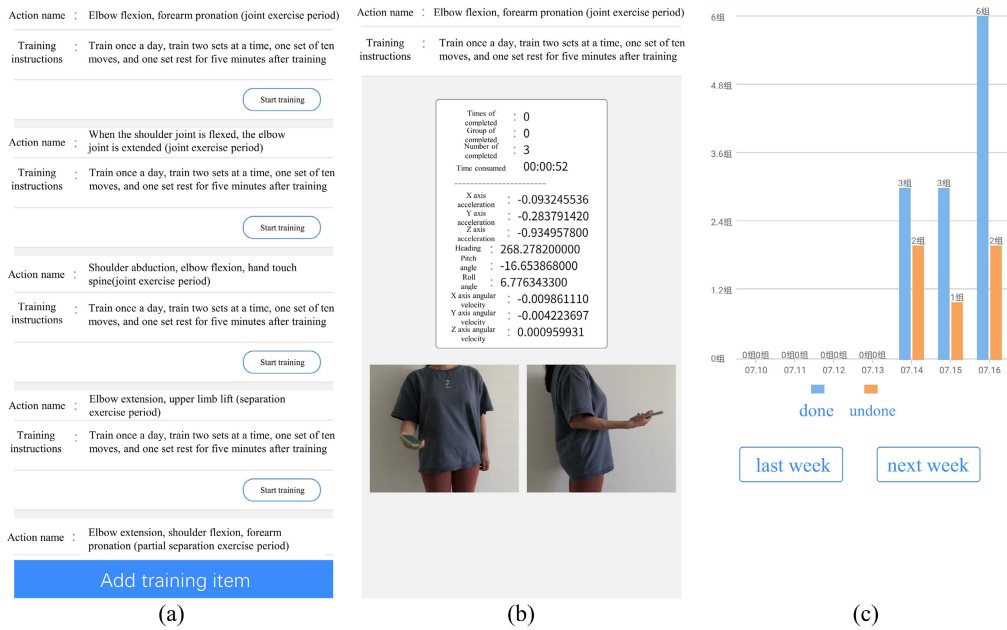 Action name : Elbow flexion, forearm pronation (joint exercise period)
Training instructions : Train once a day, train two sets at a time, one set of ten
moves, and one set rest for five minutes after training
Start training
Action name : When the shoulder joint is flexed, the elbow
joint is extended (joint exercise period)
Training instructions : Train once a day, train two sets at a time, one set of ten
moves, and one set rest for five minutes after training
Start training
Action name : Shoulder abduction, elbow flexion, hand touch
spine(joint exercise period)
Training instructions : Train once a day, train two sets at a time, one set of ten
moves, and one set rest for five minutes after training
Start training
Action name : Elbow extension, upper limb lift (separation
exercise period)
Training instructions : Train once a day, train two sets at a time, one set of ten
moves, and one set rest for five minutes after training
Start training
Action name : Elbow extension, shoulder flexion, forearm
pronation (partial separation exercise period)
Add training item
(a)
Action name : Elbow flexion, forearm pronation (joint exercise period)
Training instructions : Train once a day, train two sets at a time, one set of ten
moves, and one set rest for five minutes after training
Times of completed : 0
Group of completed : 0
Number of completed : 3
Time consumed 00:00:52
X axis acceleration : -0.093245536
Y axis acceleration : -0.283791420
Z axis acceleration : -0.934957800
Heading : 268.278200000
Pitch angle : -16.653868000
Roll angle : 6.776343300
X axis angular velocity : -0.009861110
Y axis angular velocity : -0.004223697
Z axis angular velocity : 0.000959931
(b)
6组
4.8组
3.6组
2.4组
1.2组
0组
0组0组 0组0组 0组0组 0组0组 3组 2组 3组 1组 6组 2组
07.10 07.11 07.12 07.13 07.14 07.15 07.16
done undone
last week next week
(c)